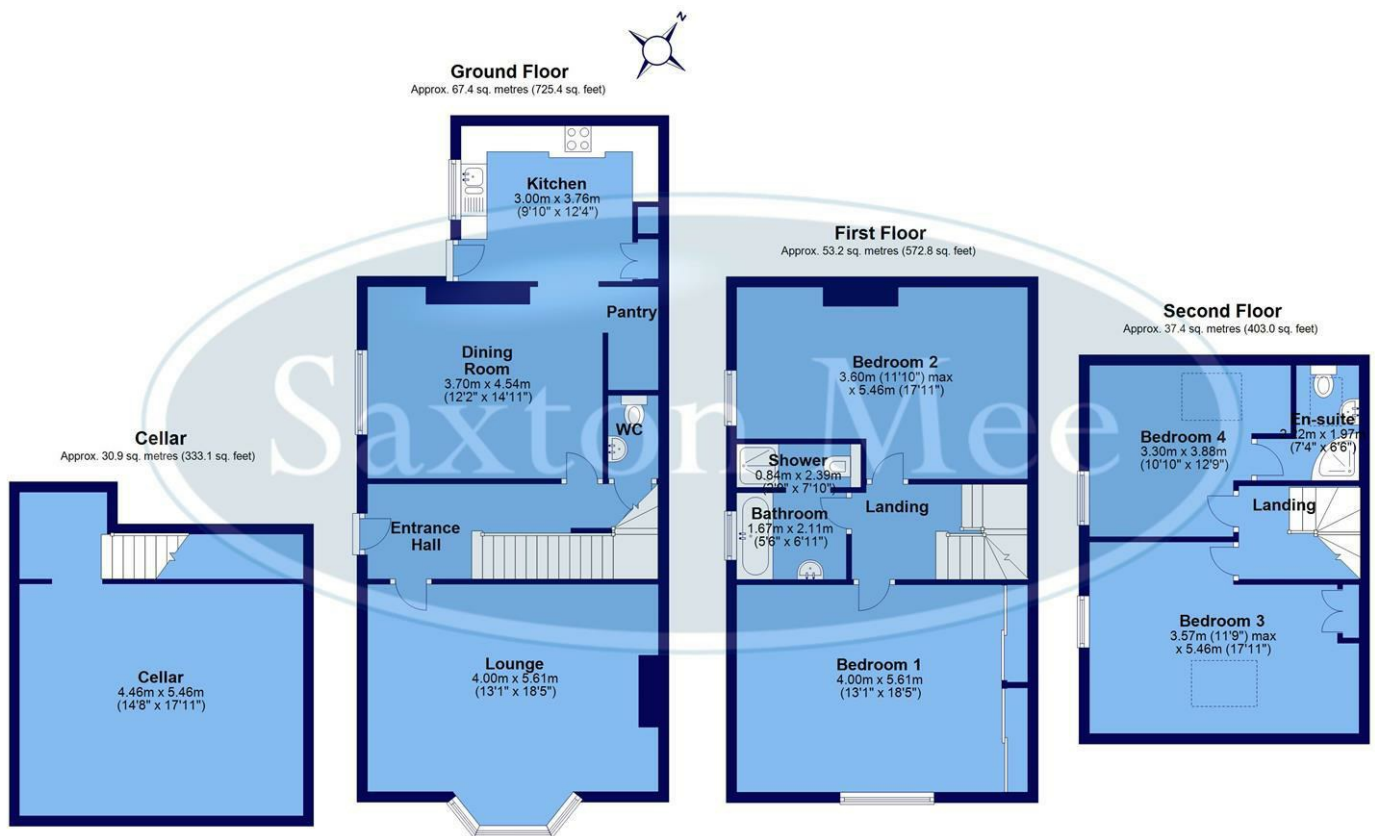 N
Ground Floor
Approx. 67.4 sq. metres (725.4 sq. feet)
Kitchen
3.00m x 3.76m
(9'10" x 12'4")
Pantry
Dining
Room
3.70m x 4.54m
(12'2" x 14'11")
WC
Entrance
Hall
Lounge
4.00m x 5.61m
(13'1" x 18'5")
Cellar
Approx. 30.9 sq. metres (333.1 sq. feet)
Cellar
4.46m x 5.46m
(14'8" x 17'11")
First Floor
Approx. 53.2 sq. metres (572.8 sq. feet)
Bedroom 2
3.60m (11'10") max
x 5.46m (17'11")
Shower
0.84m x 2.39m
(2'9" x 7'10")
Bathroom
1.67m x 2.11m
(5'6" x 6'11")
Landing
Bedroom 1
4.00m x 5.61m
(13'1" x 18'5")
Second Floor
Approx. 37.4 sq. metres (403.0 sq. feet)
Bedroom 4
3.30m x 3.88m
(10'10" x 12'9")
En-suite
x 1.97m
(7'4" x 6'6")
Landing
Bedroom 3
3.57m (11'9") max
x 5.46m (17'11")
Saxton Mee